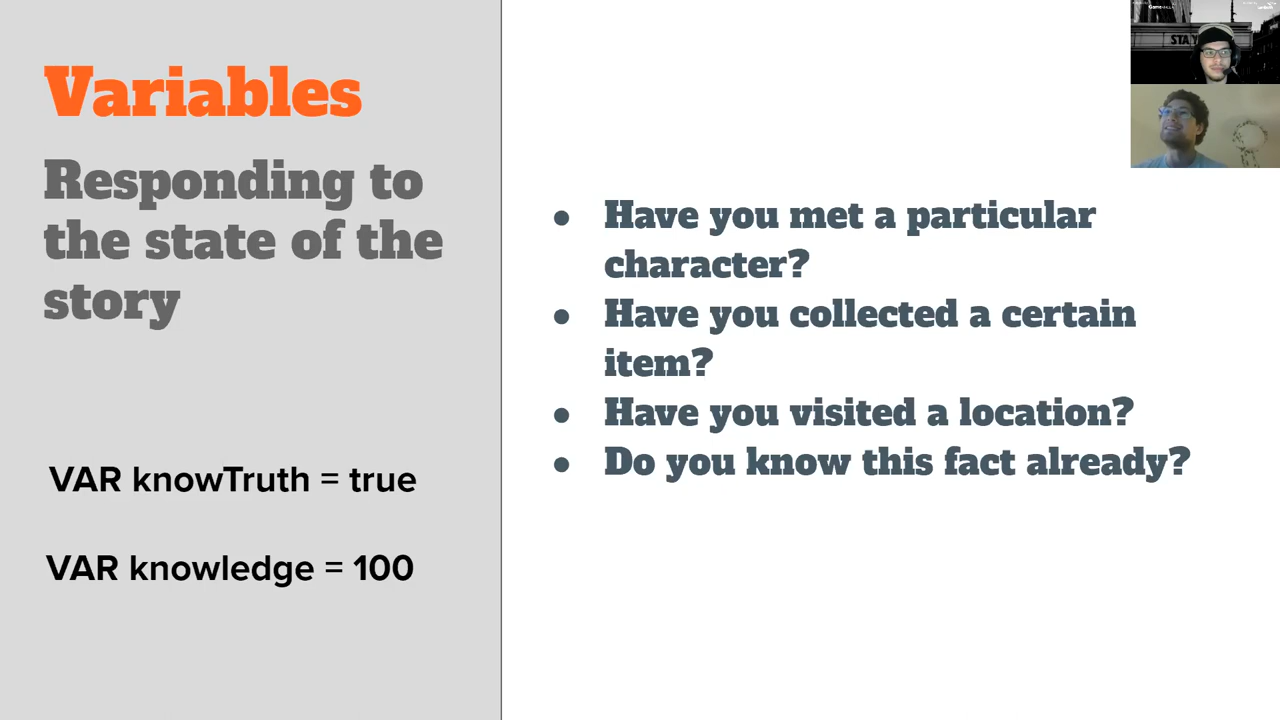 Variables
Responding to
the state of the
story
VAR knowTruth = true
VAR knowledge = 100
● Have you met a particular
character?
● Have you collected a certain
item?
● Have you visited a location?
● Do you know this fact already?